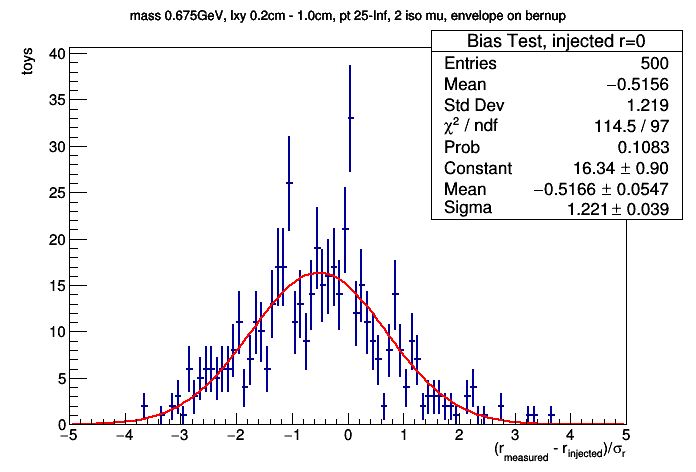 mass 0.675GeV, lxy 0.2cm - 1.0cm, pt 25-Inf, 2 iso mu, envelope on bernup
Bias Test, injected r=0
Entries 500
Mean −0.5156
Std Dev 1.219
χ² / ndf 114.5 / 97
Prob 0.1083
Constant 16.34 ± 0.90
Mean −0.5166 ± 0.0547
Sigma 1.221 ± 0.039
toys
40
35
30
25
20
15
10
5
0
−5 −4 −3 −2 −1 0 1 2 3 4 5
(r_measured - r_injected)/σ_r